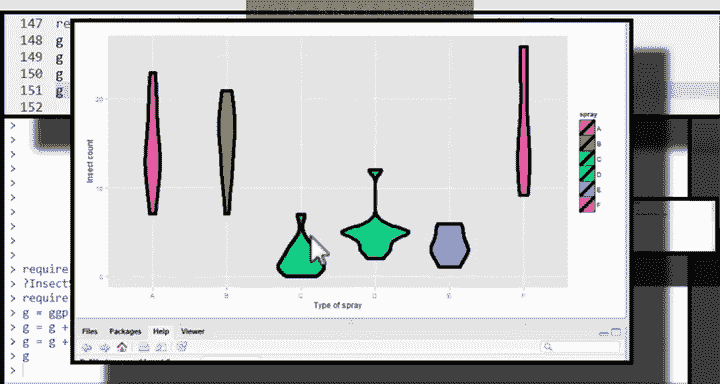 147 re
148 g
149 g
150 g
151 g
152
20
10
0
Insect count
A B C D E F
Type of spray
spray
A
B
C
D
E
F
Files Packages Help Viewer
>
>
>
>
>
>
>
>
> require
> ?InsectS
> require
> g = ggp
> g = g +
> g = g +
> g
>